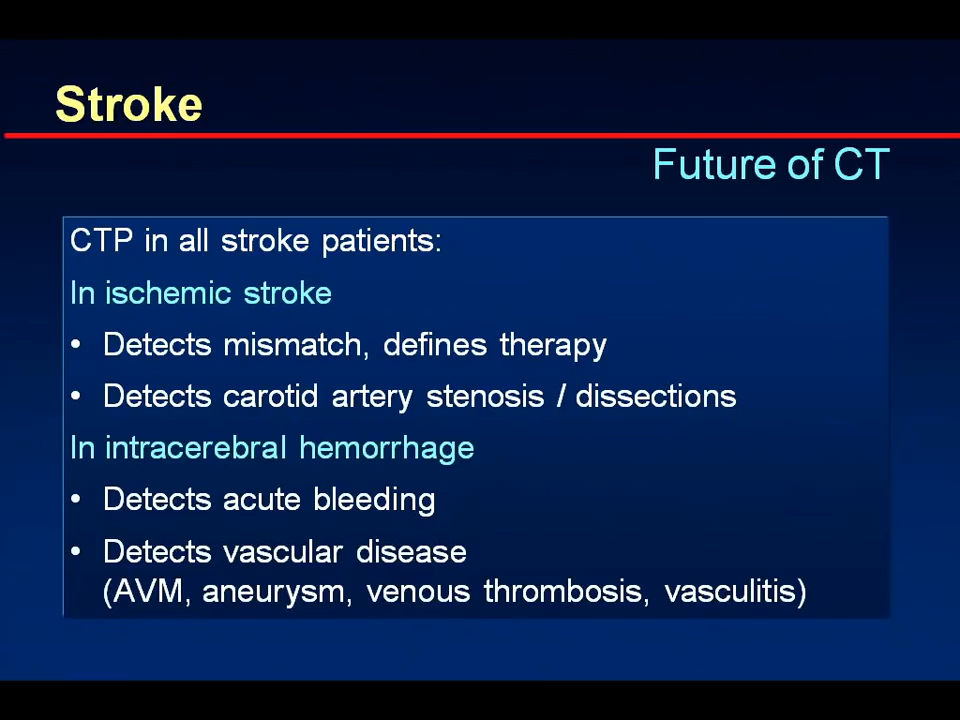 Stroke
Future of CT
CTP in all stroke patients:
In ischemic stroke
• Detects mismatch, defines therapy
• Detects carotid artery stenosis / dissections
In intracerebral hemorrhage
• Detects acute bleeding
• Detects vascular disease
(AVM, aneurysm, venous thrombosis, vasculitis)